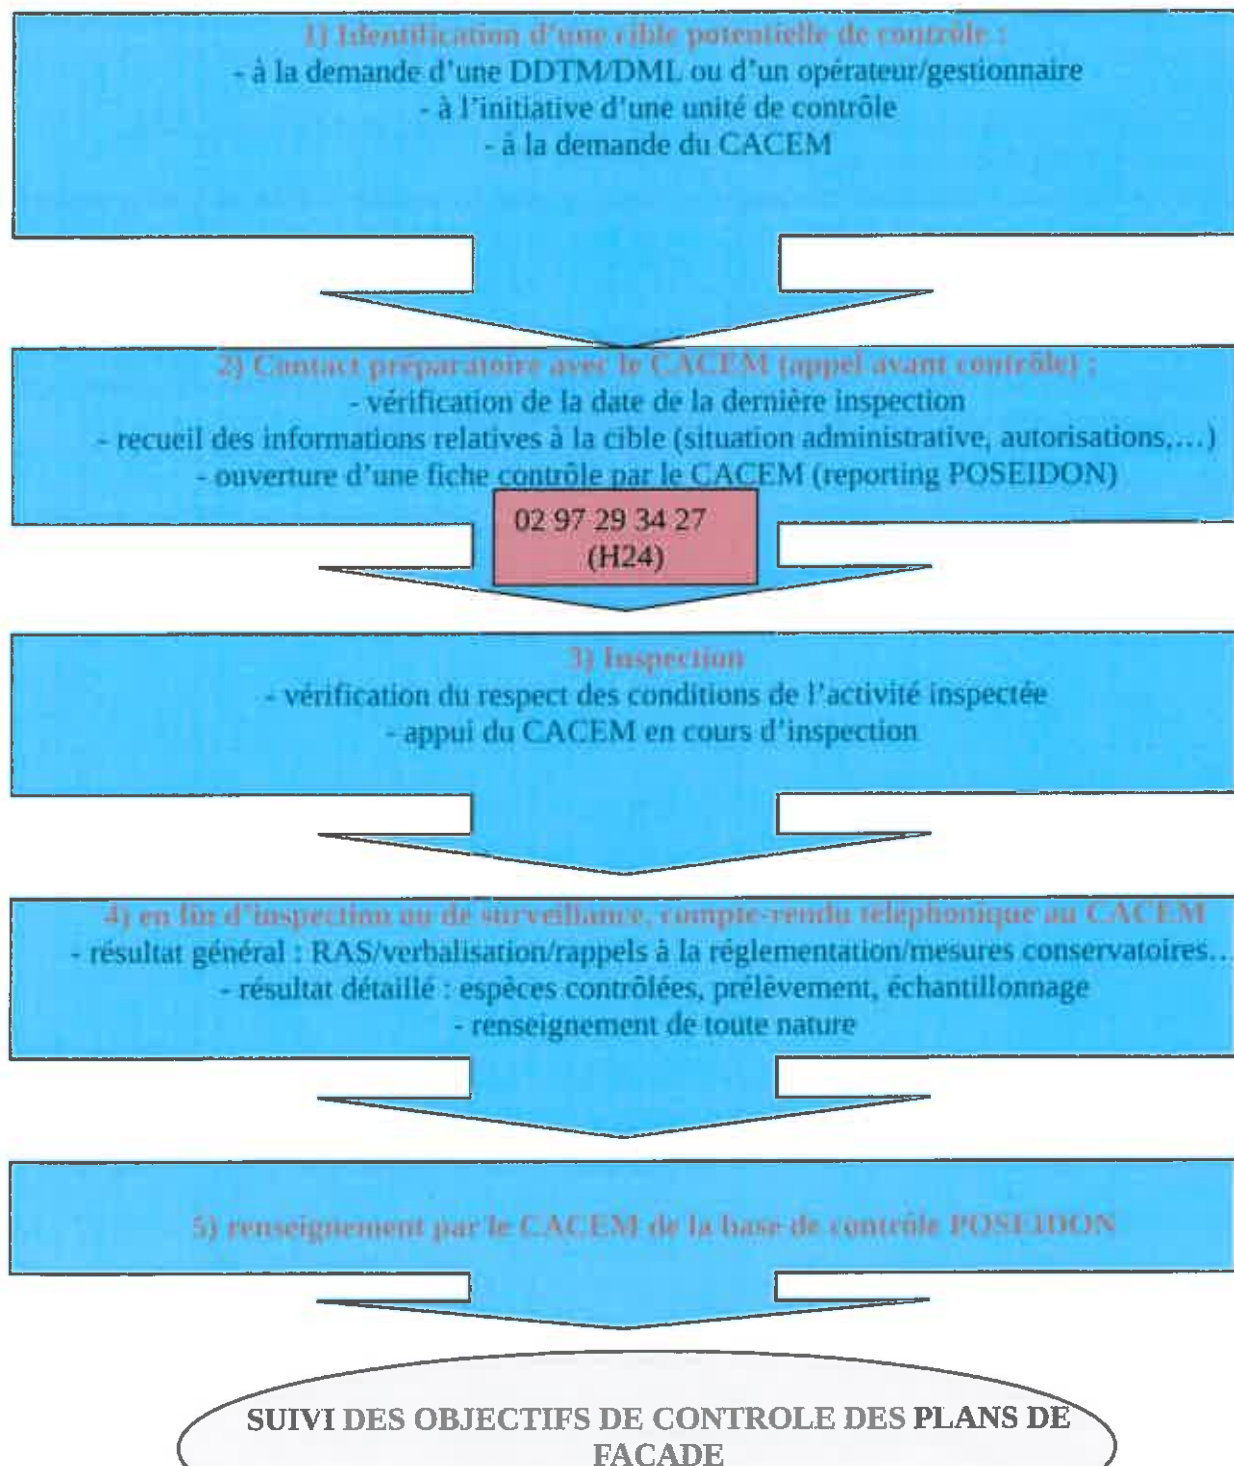 1) Identification d’une cible potentielle de contrôle :
- à la demande d’une DDTM/DML ou d’un opérateur/gestionnaire
- à l’initiative d’une unité de contrôle
- à la demande du CACEM
2) Contact préparatoire avec le CACEM (appel avant contrôle) :
- vérification de la date de la dernière inspection
- recueil des informations relatives à la cible (situation administrative, autorisations,…)
- ouverture d’une fiche contrôle par le CACEM (reporting POSEIDON)
02 97 29 34 27
(H24)
3) Inspection
- vérification du respect des conditions de l’activité inspectée
- appui du CACEM en cours d’inspection
4) en fin d’inspection ou de surveillance, compte-rendu téléphonique au CACEM
- résultat général : RAS/verbalisation/rappels à la réglementation/mesures conservatoires…
- résultat détaillé : espèces contrôlées, prélèvement, échantillonnage
- renseignement de toute nature
5) renseignement par le CACEM de la base de contrôle POSEIDON
SUIVI DES OBJECTIFS DE CONTROLE DES PLANS DE
FACADE